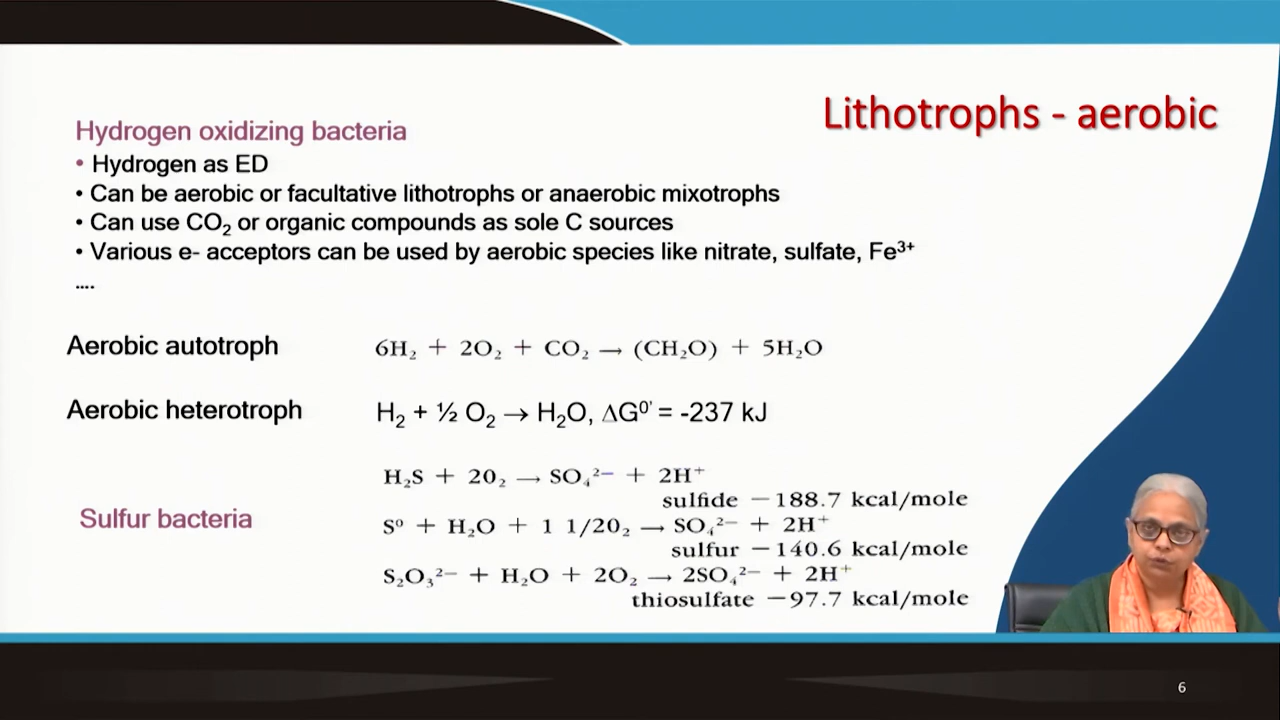 Lithotrophs - aerobic
Hydrogen oxidizing bacteria
• Hydrogen as ED
• Can be aerobic or facultative lithotrophs or anaerobic mixotrophs
• Can use CO₂ or organic compounds as sole C sources
• Various e- acceptors can be used by aerobic species like nitrate, sulfate, Fe³⁺
....
Aerobic autotroph 6H₂ + 2O₂ + CO₂ → (CH₂O) + 5H₂O
Aerobic heterotroph H₂ + ½ O₂ → H₂O, ΔG⁰' = -237 kJ
Sulfur bacteria
H₂S + 20₂ → SO₄²⁻ + 2H⁺
sulfide −188.7 kcal/mole
S⁰ + H₂O + 1 1/20₂ → SO₄²⁻ + 2H⁺
sulfur −140.6 kcal/mole
S₂O₃²⁻ + H₂O + 2O₂ → 2SO₄²⁻ + 2H⁺
thiosulfate −97.7 kcal/mole
6